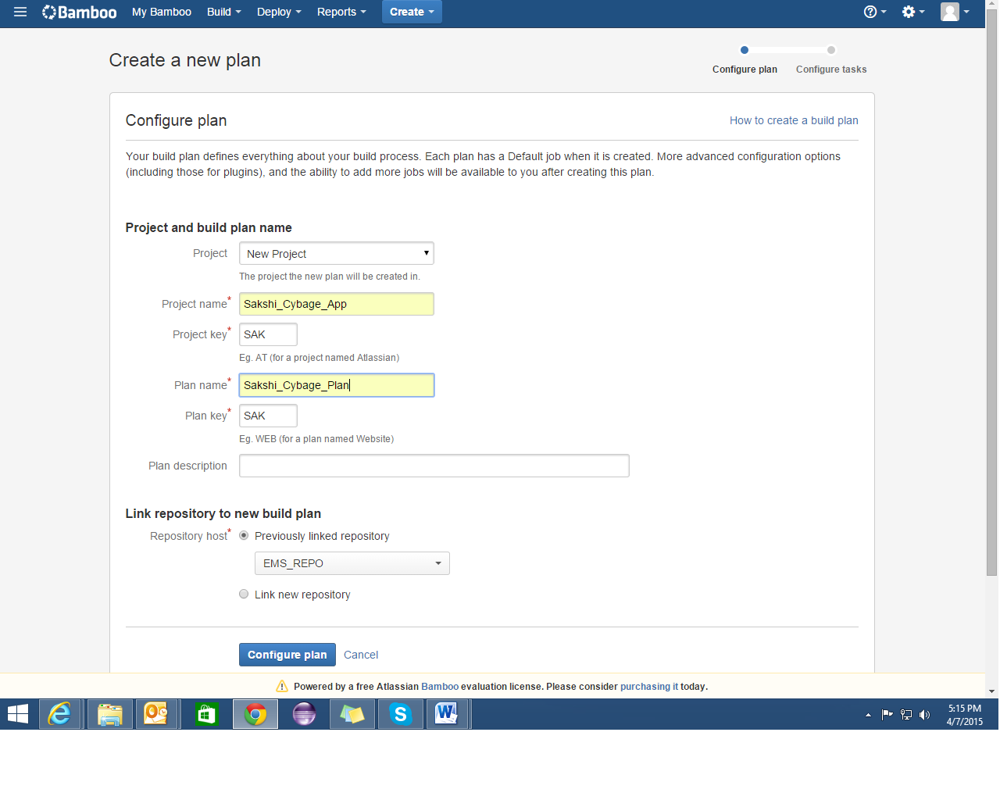 Bamboo My Bamboo Build Deploy Reports Create
Create a new plan
Configure plan Configure tasks
Configure plan
How to create a build plan
Your build plan defines everything about your build process. Each plan has a Default job when it is created. More advanced configuration options
(including those for plugins), and the ability to add more jobs will be available to you after creating this plan.
Project and build plan name
Project New Project
The project the new plan will be created in.
Project name* Sakshi_Cybage_App
Project key* SAK
Eg. AT (for a project named Atlassian)
Plan name* Sakshi_Cybage_Plan
Plan key* SAK
Eg. WEB (for a plan named Website)
Plan description
Link repository to new build plan
Repository host* Previously linked repository
EMS_REPO
Link new repository
Configure plan Cancel
Powered by a free Atlassian Bamboo evaluation license. Please consider purchasing it today.
5:15 PM
4/7/2015